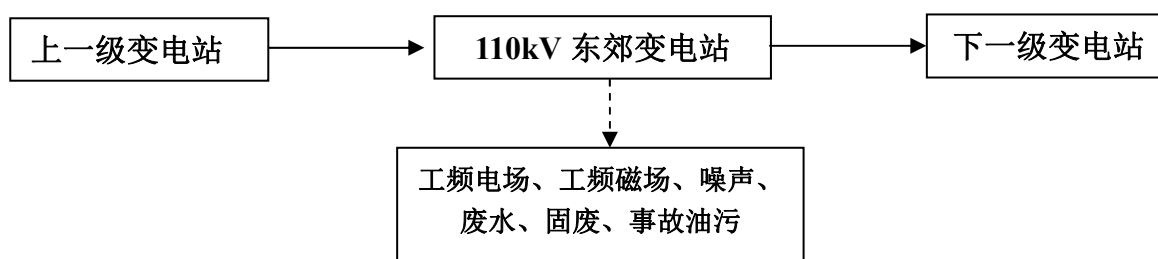 上一级变电站
110kV 东郊变电站
下一级变电站
工频电场、工频磁场、噪声、
废水、固废、事故油污